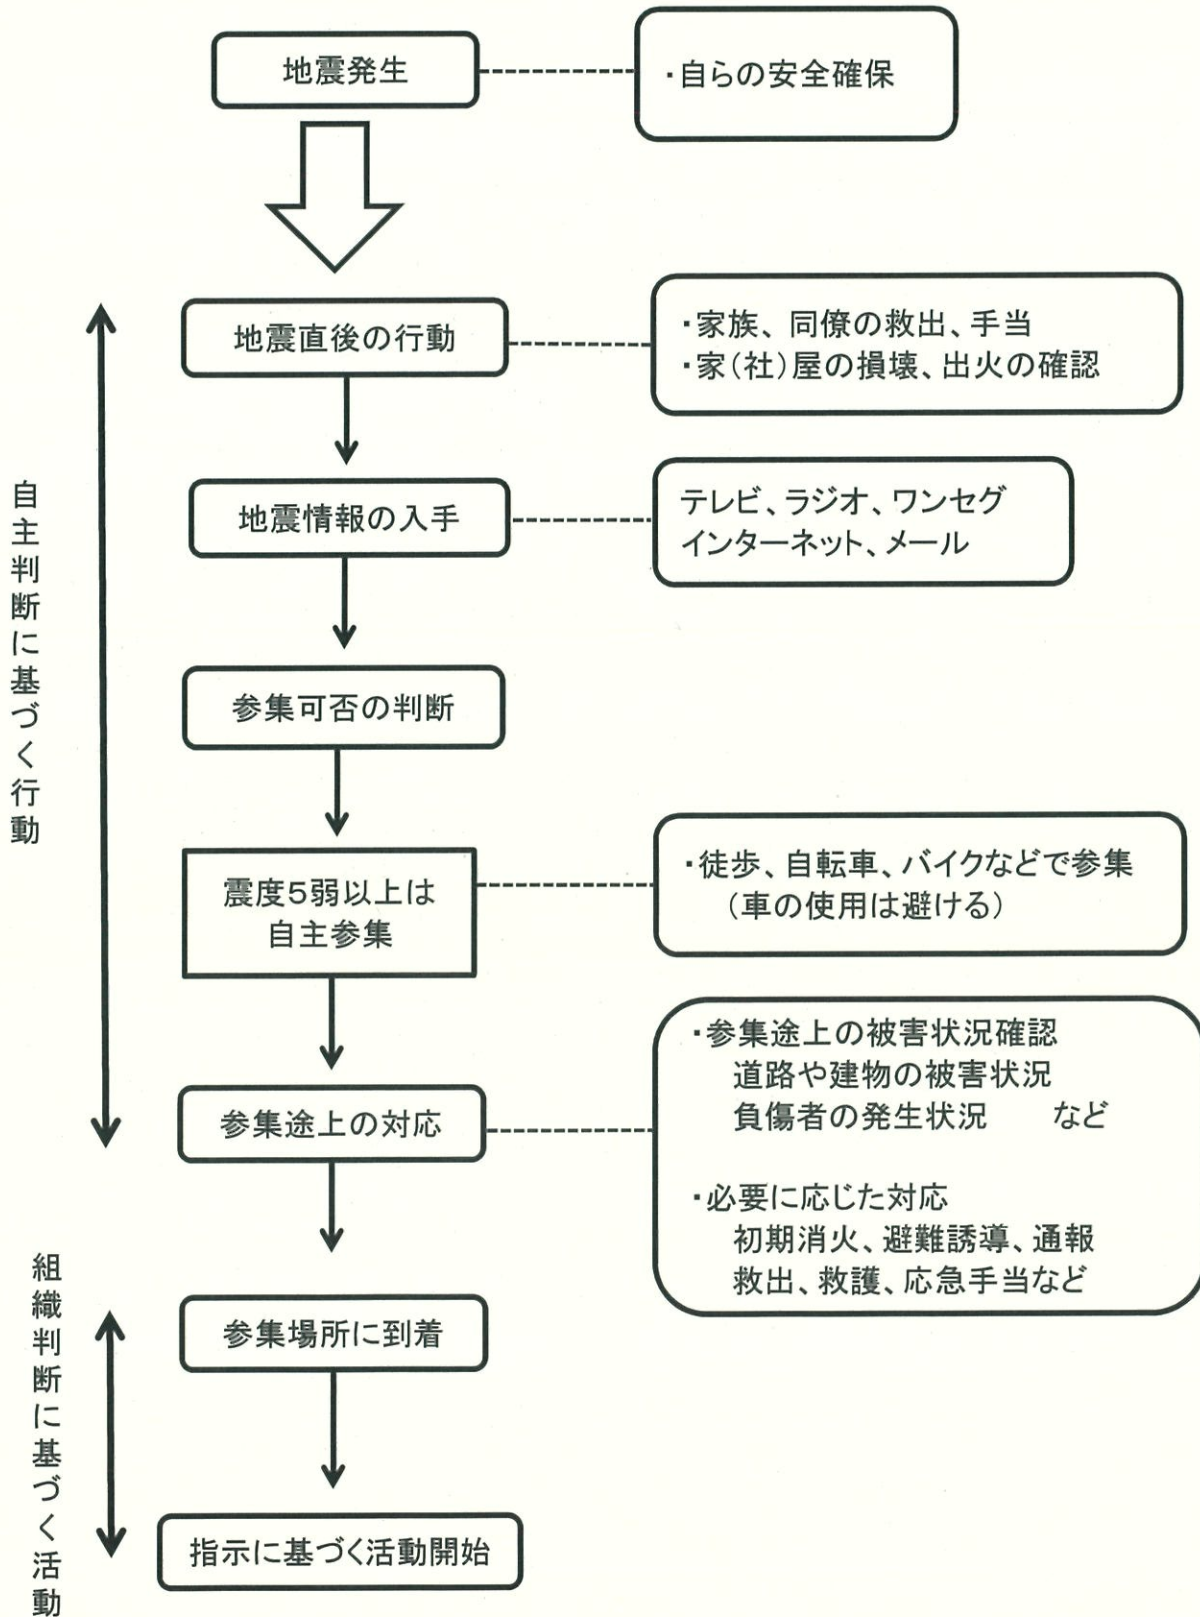 地震発生
・自らの安全確保
地震直後の行動
・家族、同僚の救出、手当
・家(社)屋の損壊、出火の確認
地震情報の入手
テレビ、ラジオ、ワンセグ
インターネット、メール
参集可否の判断
震度5弱以上は
自主参集
・徒歩、自転車、バイクなどで参集
(車の使用は避ける)
参集途上の対応
・参集途上の被害状況確認
道路や建物の被害状況
負傷者の発生状況 など
・必要に応じた対応
初期消火、避難誘導、通報
救出、救護、応急手当など
参集場所に到着
指示に基づく活動開始
自主判断に基づく行動
組織判断に基づく活動